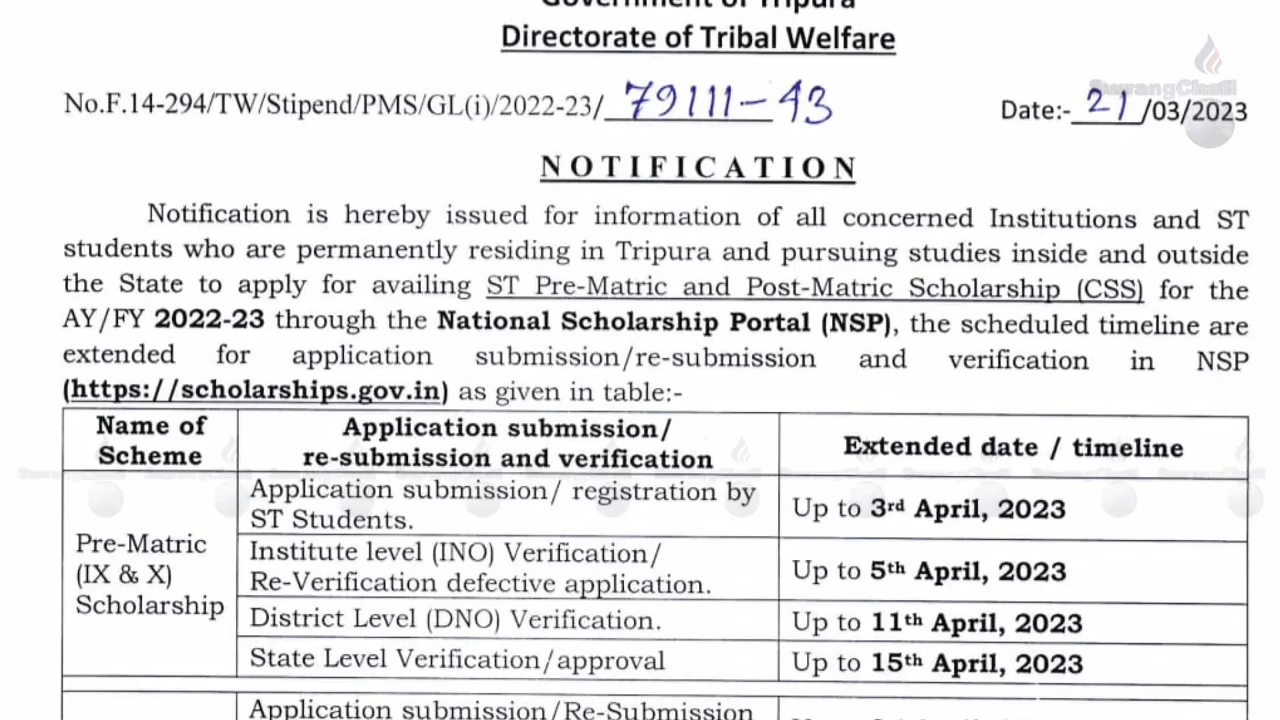 Government of Tripura
Directorate of Tribal Welfare
SuwrangChati
No.F.14-294/TW/Stipend/PMS/GL(i)/2022-23/ 79111-43
Date:- 21/03/2023
NOTIFICATION
Notification is hereby issued for information of all concerned Institutions and ST
students who are permanently residing in Tripura and pursuing studies inside and outside
the State to apply for availing ST Pre-Matric and Post-Matric Scholarship (CSS) for the
AY/FY 2022-23 through the National Scholarship Portal (NSP), the scheduled timeline are
extended for application submission/re-submission and verification in NSP
(https://scholarships.gov.in) as given in table:-
Name of
Scheme
Application submission/
re-submission and verification
Extended date / timeline
Pre-Matric
(IX & X)
Scholarship
Application submission/ registration by
ST Students.
Up to 3rd April, 2023
Institute level (INO) Verification/
Re-Verification defective application.
Up to 5th April, 2023
District Level (DNO) Verification.
Up to 11th April, 2023
State Level Verification/approval
Up to 15th April, 2023
Application submission/Re-Submission